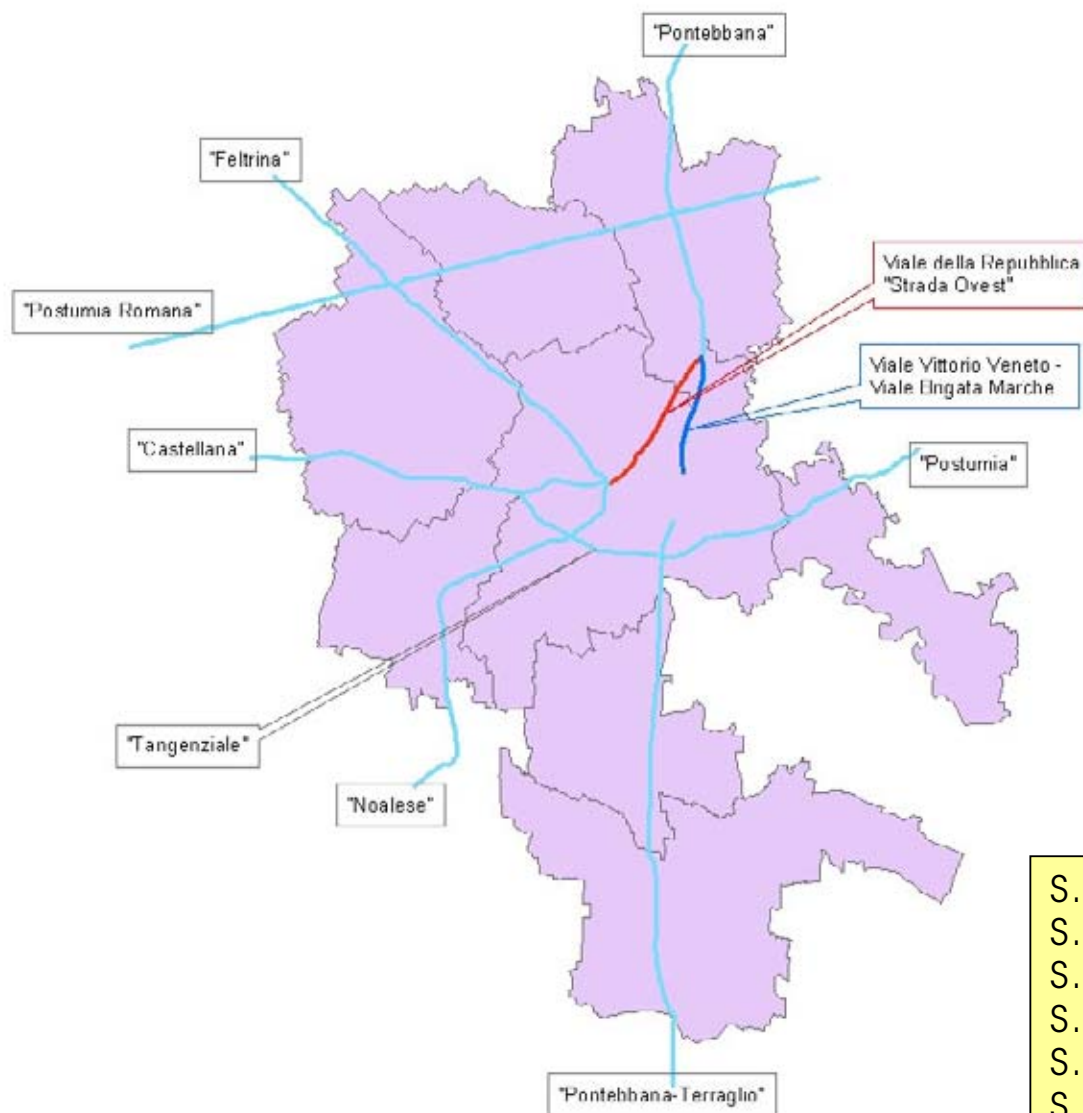 "Pontebbana"
"Feltrina"
Viale della Repubblica
"Strada Ovest"
"Postumia Romana"
Viale Vittorio Veneto -
Viale BrIgata Marche
"Castellana"
"Postumia"
"Tangenziale"
"Noalese"
"Pontebbana-Terraglio"
S.
S.
S.
S.
S.
S.